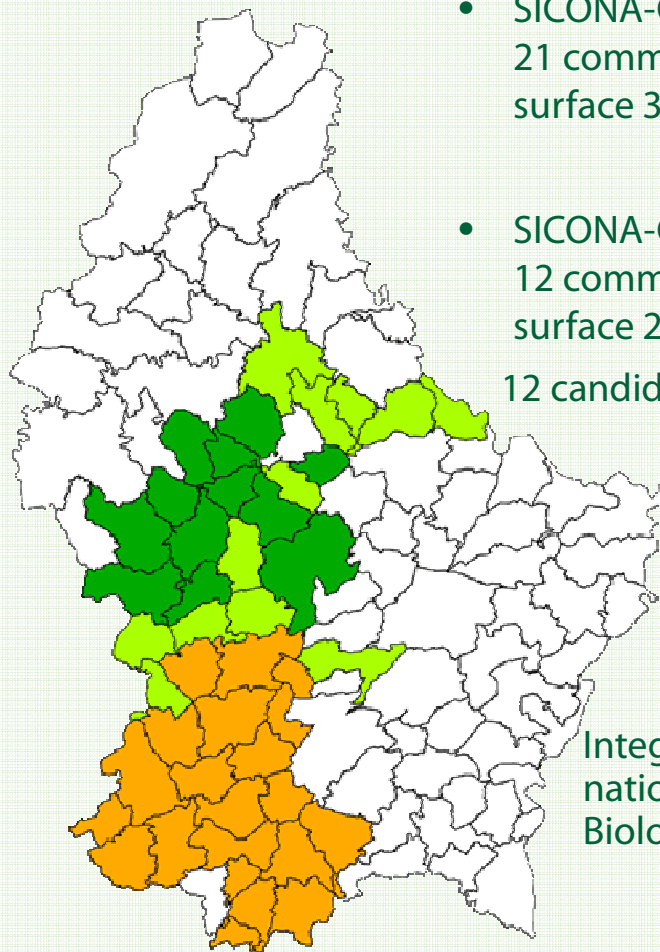 • SICONA-
21 comm
surface 3
• SICONA-
12 comm
surface 2
12 candid
Integ
natio
Biolo